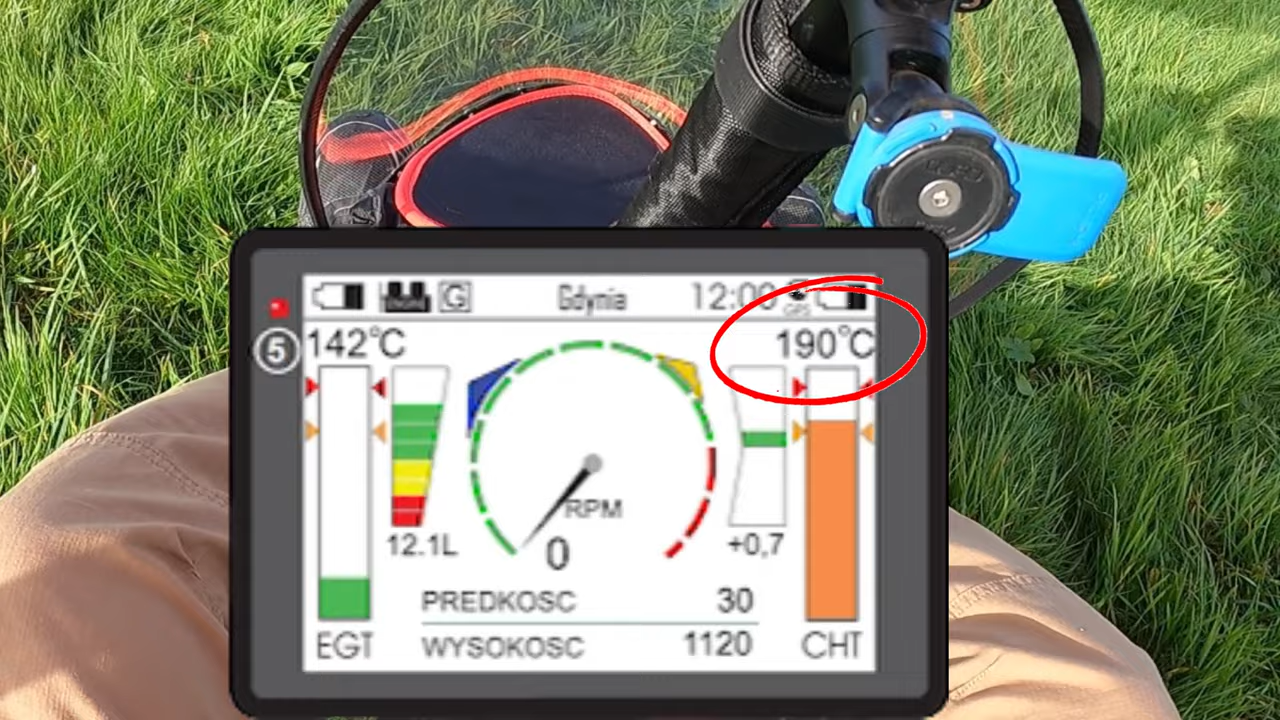 G Gdynia 12:00 GPS
5 142°C 190°C
RPM
12.1L 0 +0,7
PREDKOSC 30
EGT WYSOKOSC 1120 CHT